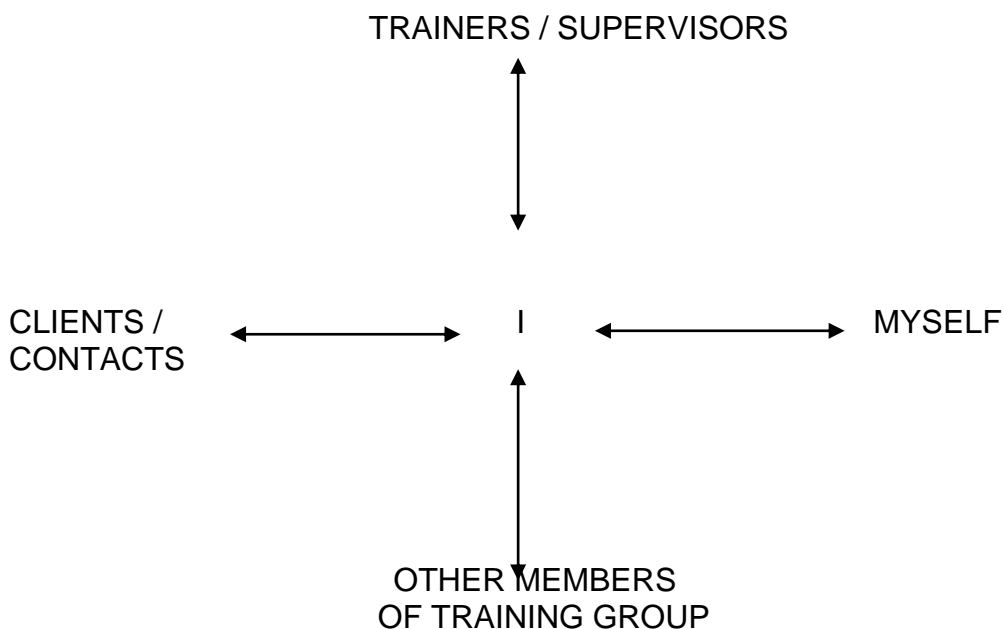 TRAINERS / SUPERVISORS
CLIENTS /
CONTACTS
I
MYSELF
OTHER MEMBERS
OF TRAINING GROUP